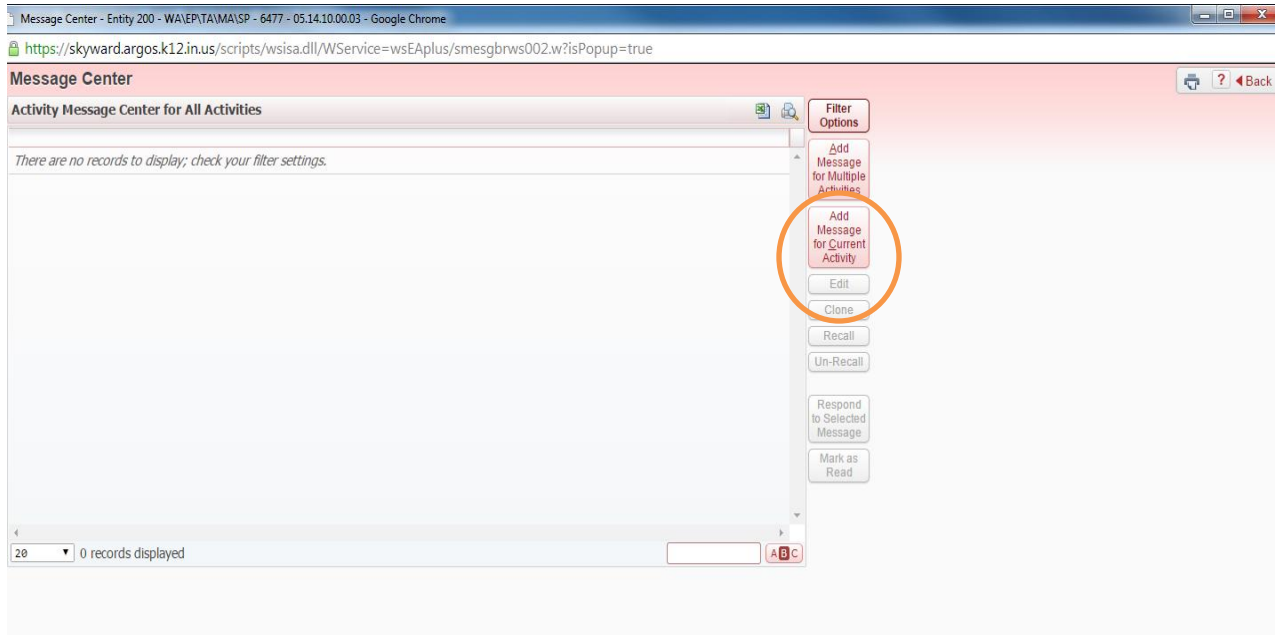 Message Center - Entity 200 - WA\EP\TA\MA\SP - 6477 - 05.14.10.00.03 - Google Chrome
https://skyward.argos.k12.in.us/scripts/wsisa.dll/WService=wsEAplus/smesgbrws002.w?isPopup=true
Message Center
? Back
Activity Message Center for All Activities
Filter
Options
There are no records to display; check your filter settings.
Add
Message
for Multiple
Activities
Add
Message
for Current
Activity
Edit
Clone
Recall
Un-Recall
Respond
to Selected
Message
Mark as
Read
20 0 records displayed
ABC